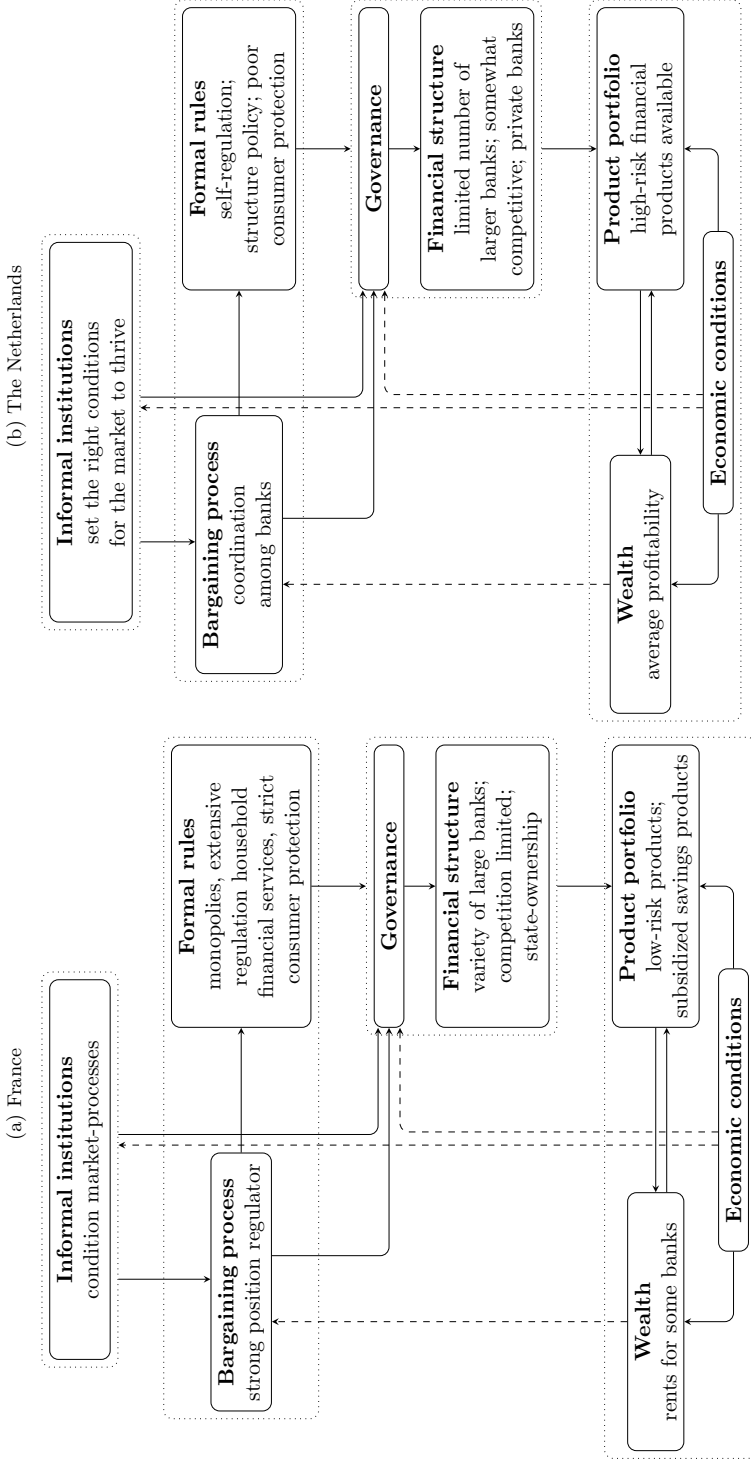 (a) France
Informal institutions
condition market-processes
Bargaining process
strong position regulator
Formal rules
monopolies, extensive
regulation household
financial services, strict
consumer protection
Governance
Financial structure
variety of large banks;
competition limited;
state-ownership
Wealth
rents for some banks
Product portfolio
low-risk products;
subsidized savings products
Economic conditions
(b) The Netherlands
Informal institutions
set the right conditions
for the market to thrive
Bargaining process
coordination
among banks
Formal rules
self-regulation;
structure policy; poor
consumer protection
Governance
Financial structure
limited number of
larger banks; somewhat
competitive; private banks
Wealth
average profitability
Product portfolio
high-risk financial
products available
Economic conditions